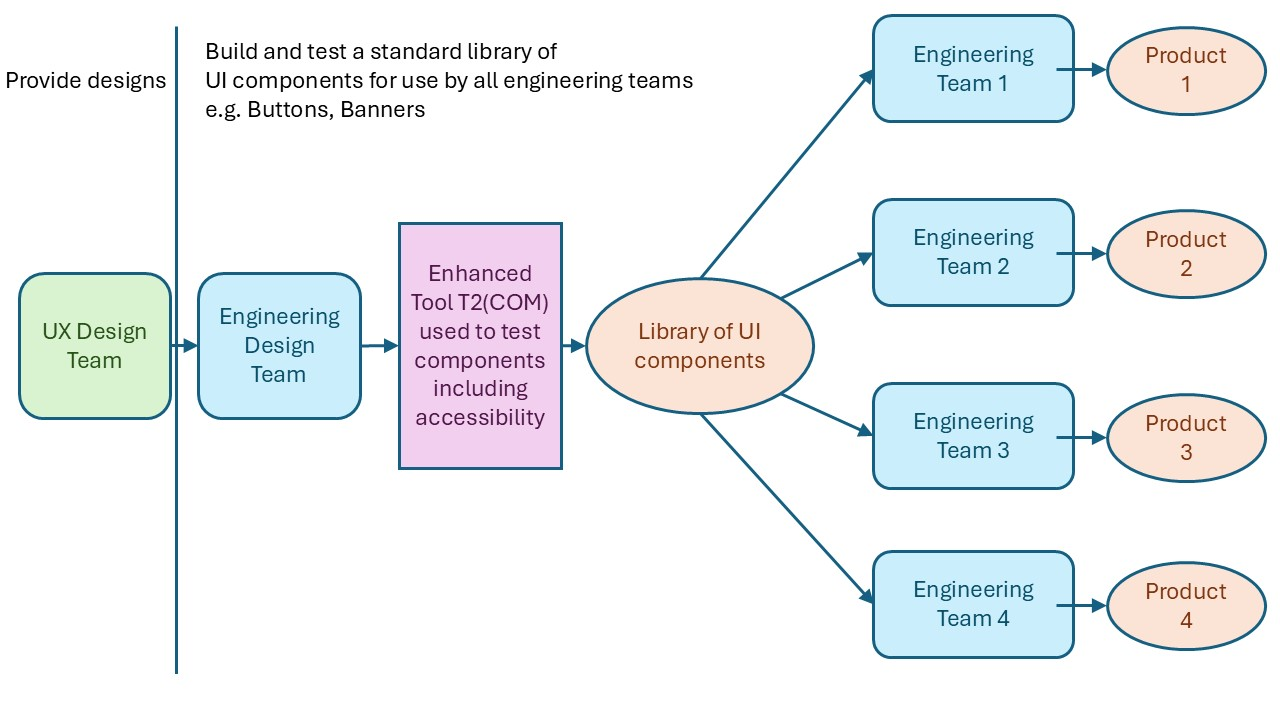 Provide designs
Build and test a standard library of
UI components for use by all engineering teams
e.g. Buttons, Banners
UX Design
Team
Engineering
Design
Team
Enhanced
Tool T2(COM)
used to test
components
including
accessibility
Library of UI
components
Engineering
Team 1
Product
1
Engineering
Team 2
Product
2
Engineering
Team 3
Product
3
Engineering
Team 4
Product
4